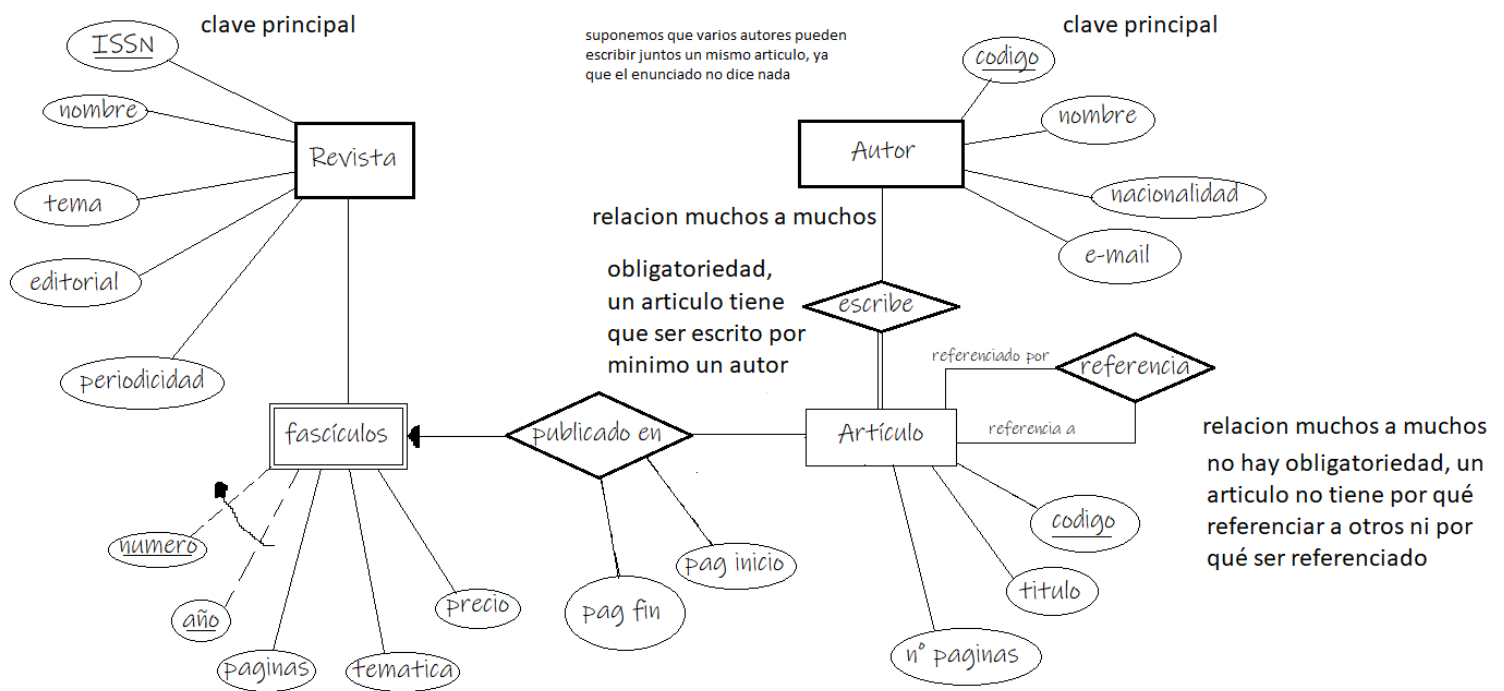 clave principal
ISSN
nombre
Revista
tema
editorial
periodicidad
suponemos que varios autores pueden
escribir juntos un mismo articulo, ya
que el enunciado no dice nada
clave principal
codigo
nombre
Autor
nacionalidad
e-mail
relacion muchos a muchos
obligatoriedad,
un articulo tiene
que ser escrito por
minimo un autor
escribe
referenciado por
referencia
referencia a
fascículos
publicado en
Artículo
relacion muchos a muchos
no hay obligatoriedad, un
articulo no tiene por qué
referenciar a otros ni por
qué ser referenciado
numero
año
paginas
tematica
precio
pag fin
pag inicio
codigo
titulo
nº paginas